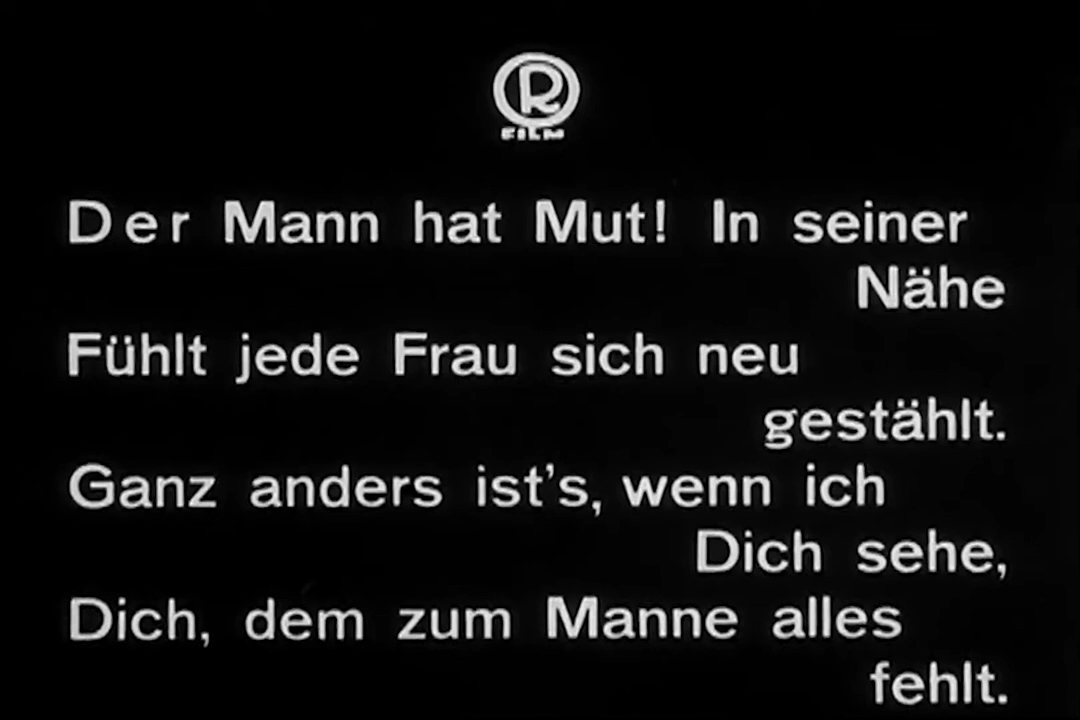 R
FILM
Der Mann hat Mut! In seiner
Nähe
Fühlt jede Frau sich neu
gestählt.
Ganz anders ist's, wenn ich
Dich sehe,
Dich, dem zum Manne alles
fehlt.